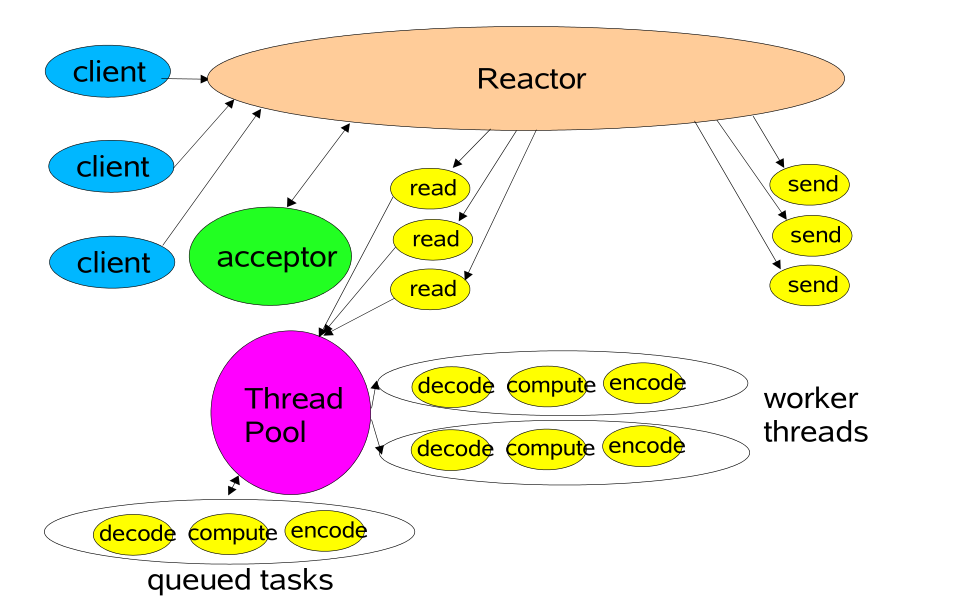 client
Reactor
client
read
send
client
acceptor
read
send
read
send
Thread
Pool
decode compute encode
worker
threads
decode compute encode
decode compute encode
queued tasks